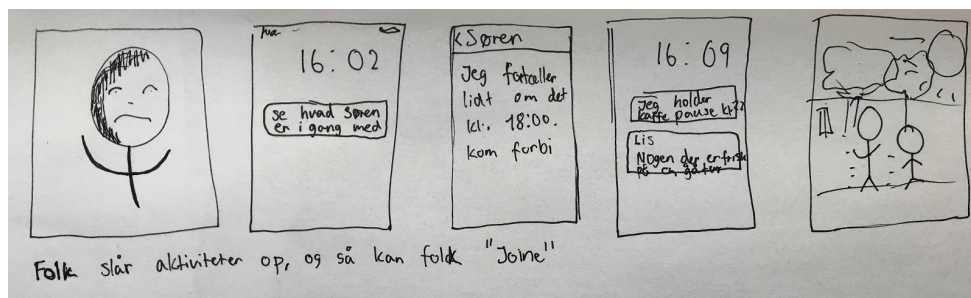 16:02
se hvad Søren
er i gang med
< Søren
Jeg fortæller
lidt om det
kl. 18:00.
kom forbi
16:09
Jeg holder
kaffe pause kl.
Lis
Nogen der er frisk
på en gåtur
Folk slår aktiviteter op, og så kan folk "Joine"